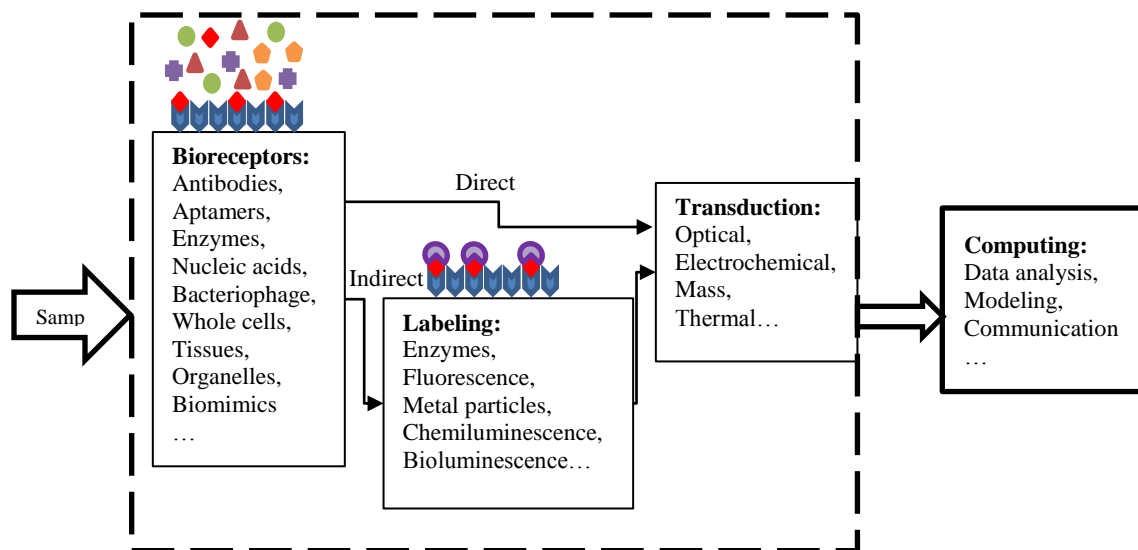 Samp
Bioreceptors:
Antibodies,
Aptamers,
Enzymes,
Nucleic acids,
Bacteriophage,
Whole cells,
Tissues,
Organelles,
Biomimics
…
Direct
Indirect
Labeling:
Enzymes,
Fluorescence,
Metal particles,
Chemiluminescence,
Bioluminescence…
Transduction:
Optical,
Electrochemical,
Mass,
Thermal…
Computing:
Data analysis,
Modeling,
Communication
…